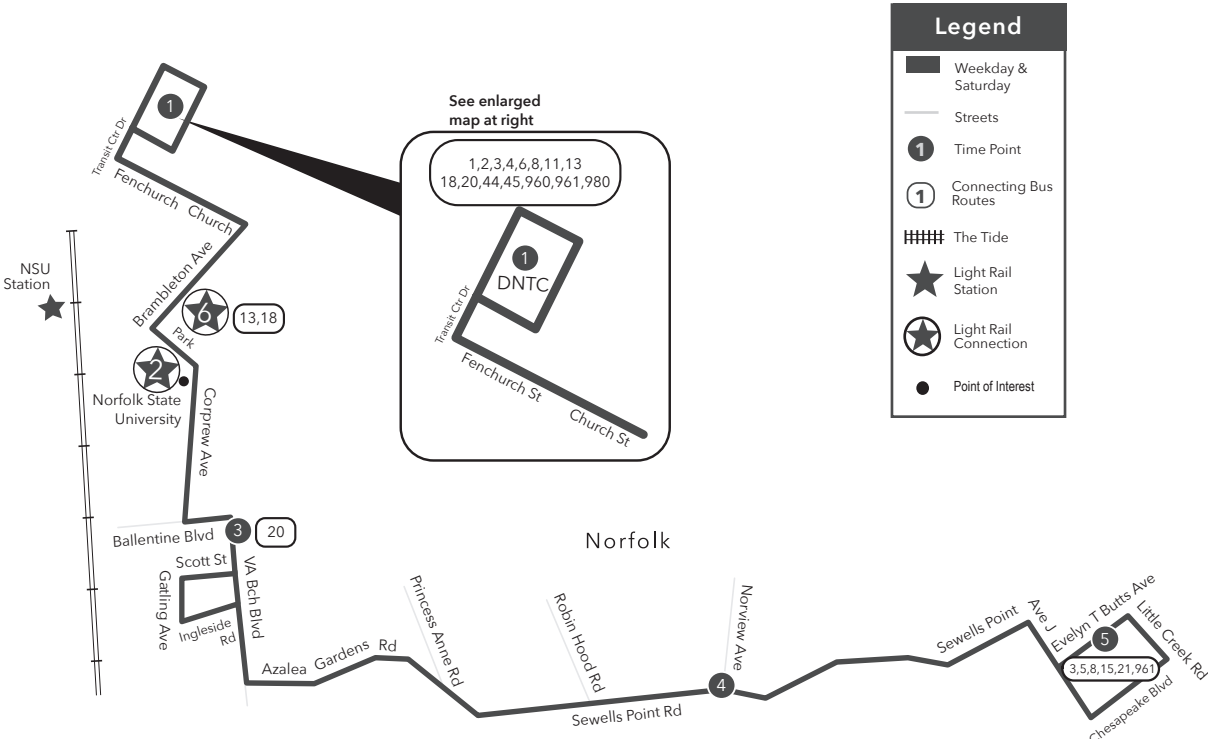 Legend
Weekday &
Saturday
Streets
1
Time Point
1
Connecting Bus
Routes
The Tide
Light Rail
Station
Light Rail
Connection
Point of Interest
See enlarged
map at right
1,2,3,4,6,8,11,13
18,20,44,45,960,961,980
1
DNTC
Transit Ctr Dr
Fenchurch St
Church St
1
Transit Ctr Dr
Fenchurch
Church
Brambleton Ave
NSU
Station
6
13,18
Park
2
Norfolk State
University
Corprew Ave
Ballentine Blvd
3
20
Scott St
Gatling Ave
Ingleside
Rd
VA Bch Blvd
Azalea
Gardens
Rd
Princess Anne Rd
Robin Hood Rd
Norfolk
Norview Ave
4
Sewells Point Rd
Sewells Point
Ave J
Evelyn T Butts Ave
5
3,5,8,15,21,961
Little Creek Rd
Chesapeake Blvd